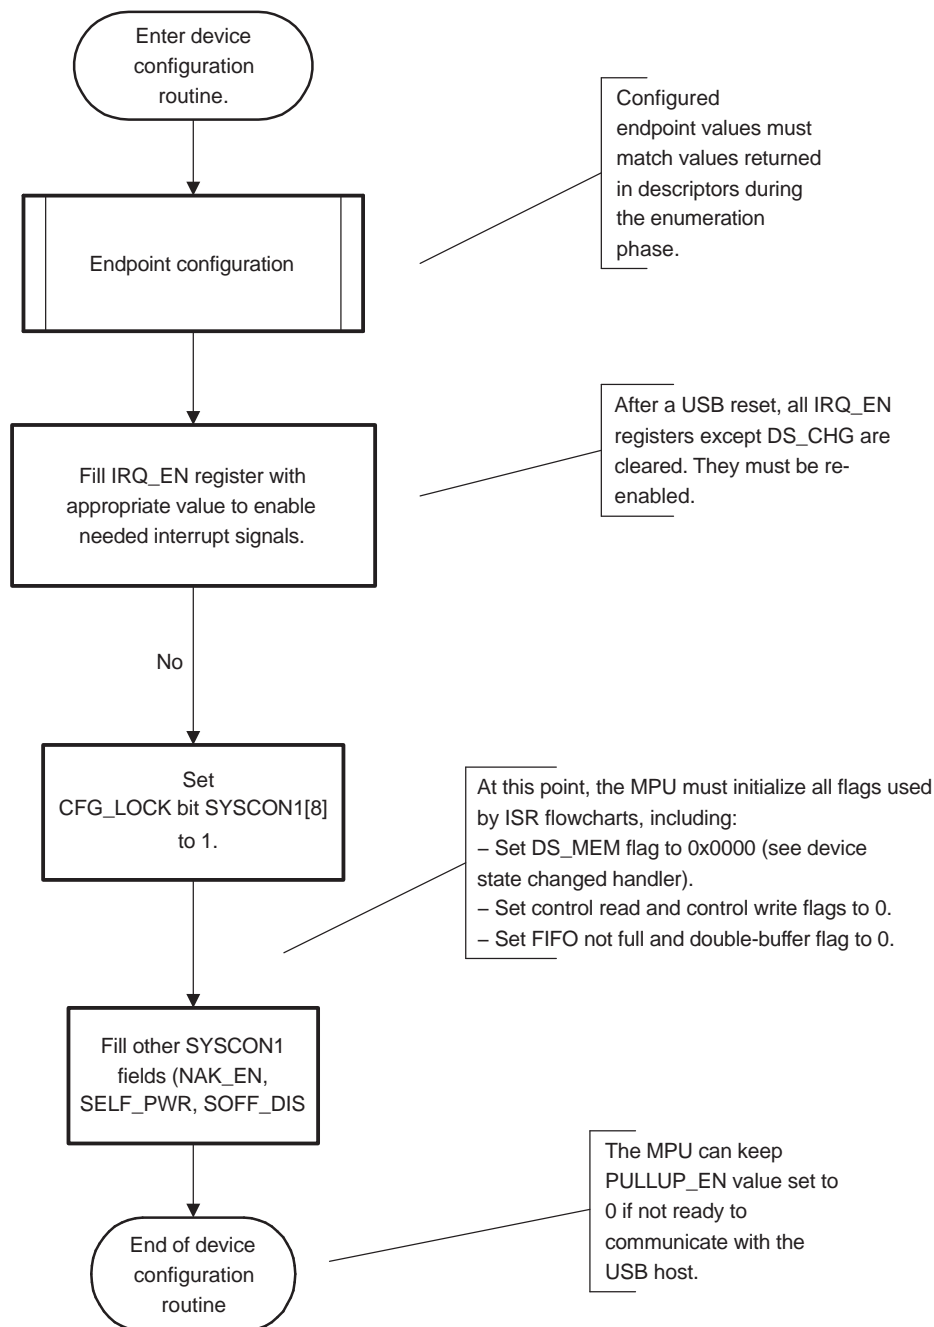 Enter device
configuration
routine.
Configured
endpoint values must
match values returned
in descriptors during
the enumeration
phase.
Endpoint configuration
After a USB reset, all IRQ_EN
registers except DS_CHG are
cleared. They must be re-
enabled.
Fill IRQ_EN register with
appropriate value to enable
needed interrupt signals.
No
Set
CFG_LOCK bit SYSCON1[8]
to 1.
At this point, the MPU must initialize all flags used
by ISR flowcharts, including:
– Set DS_MEM flag to 0x0000 (see device
state changed handler).
– Set control read and control write flags to 0.
– Set FIFO not full and double-buffer flag to 0.
Fill other SYSCON1
fields (NAK_EN,
SELF_PWR, SOFF_DIS
The MPU can keep
PULLUP_EN value set to
0 if not ready to
communicate with the
USB host.
End of device
configuration
routine